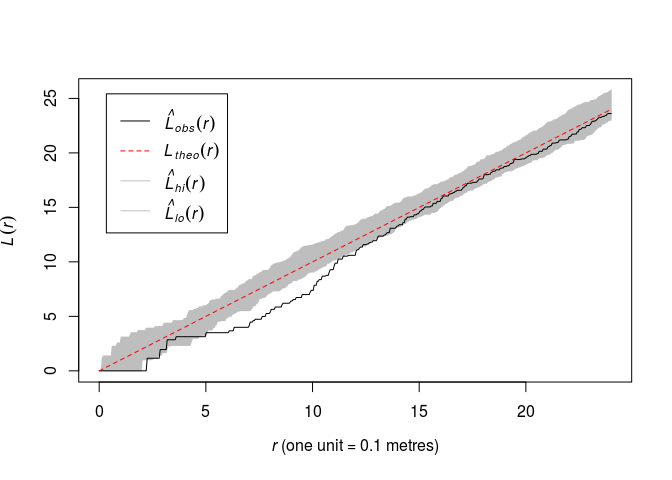 L̂obs(r)
Ltheo(r)
L̂hi(r)
L̂lo(r)
L(r)
25
20
15
10
5
0
0 5 10 15 20
r (one unit = 0.1 metres)